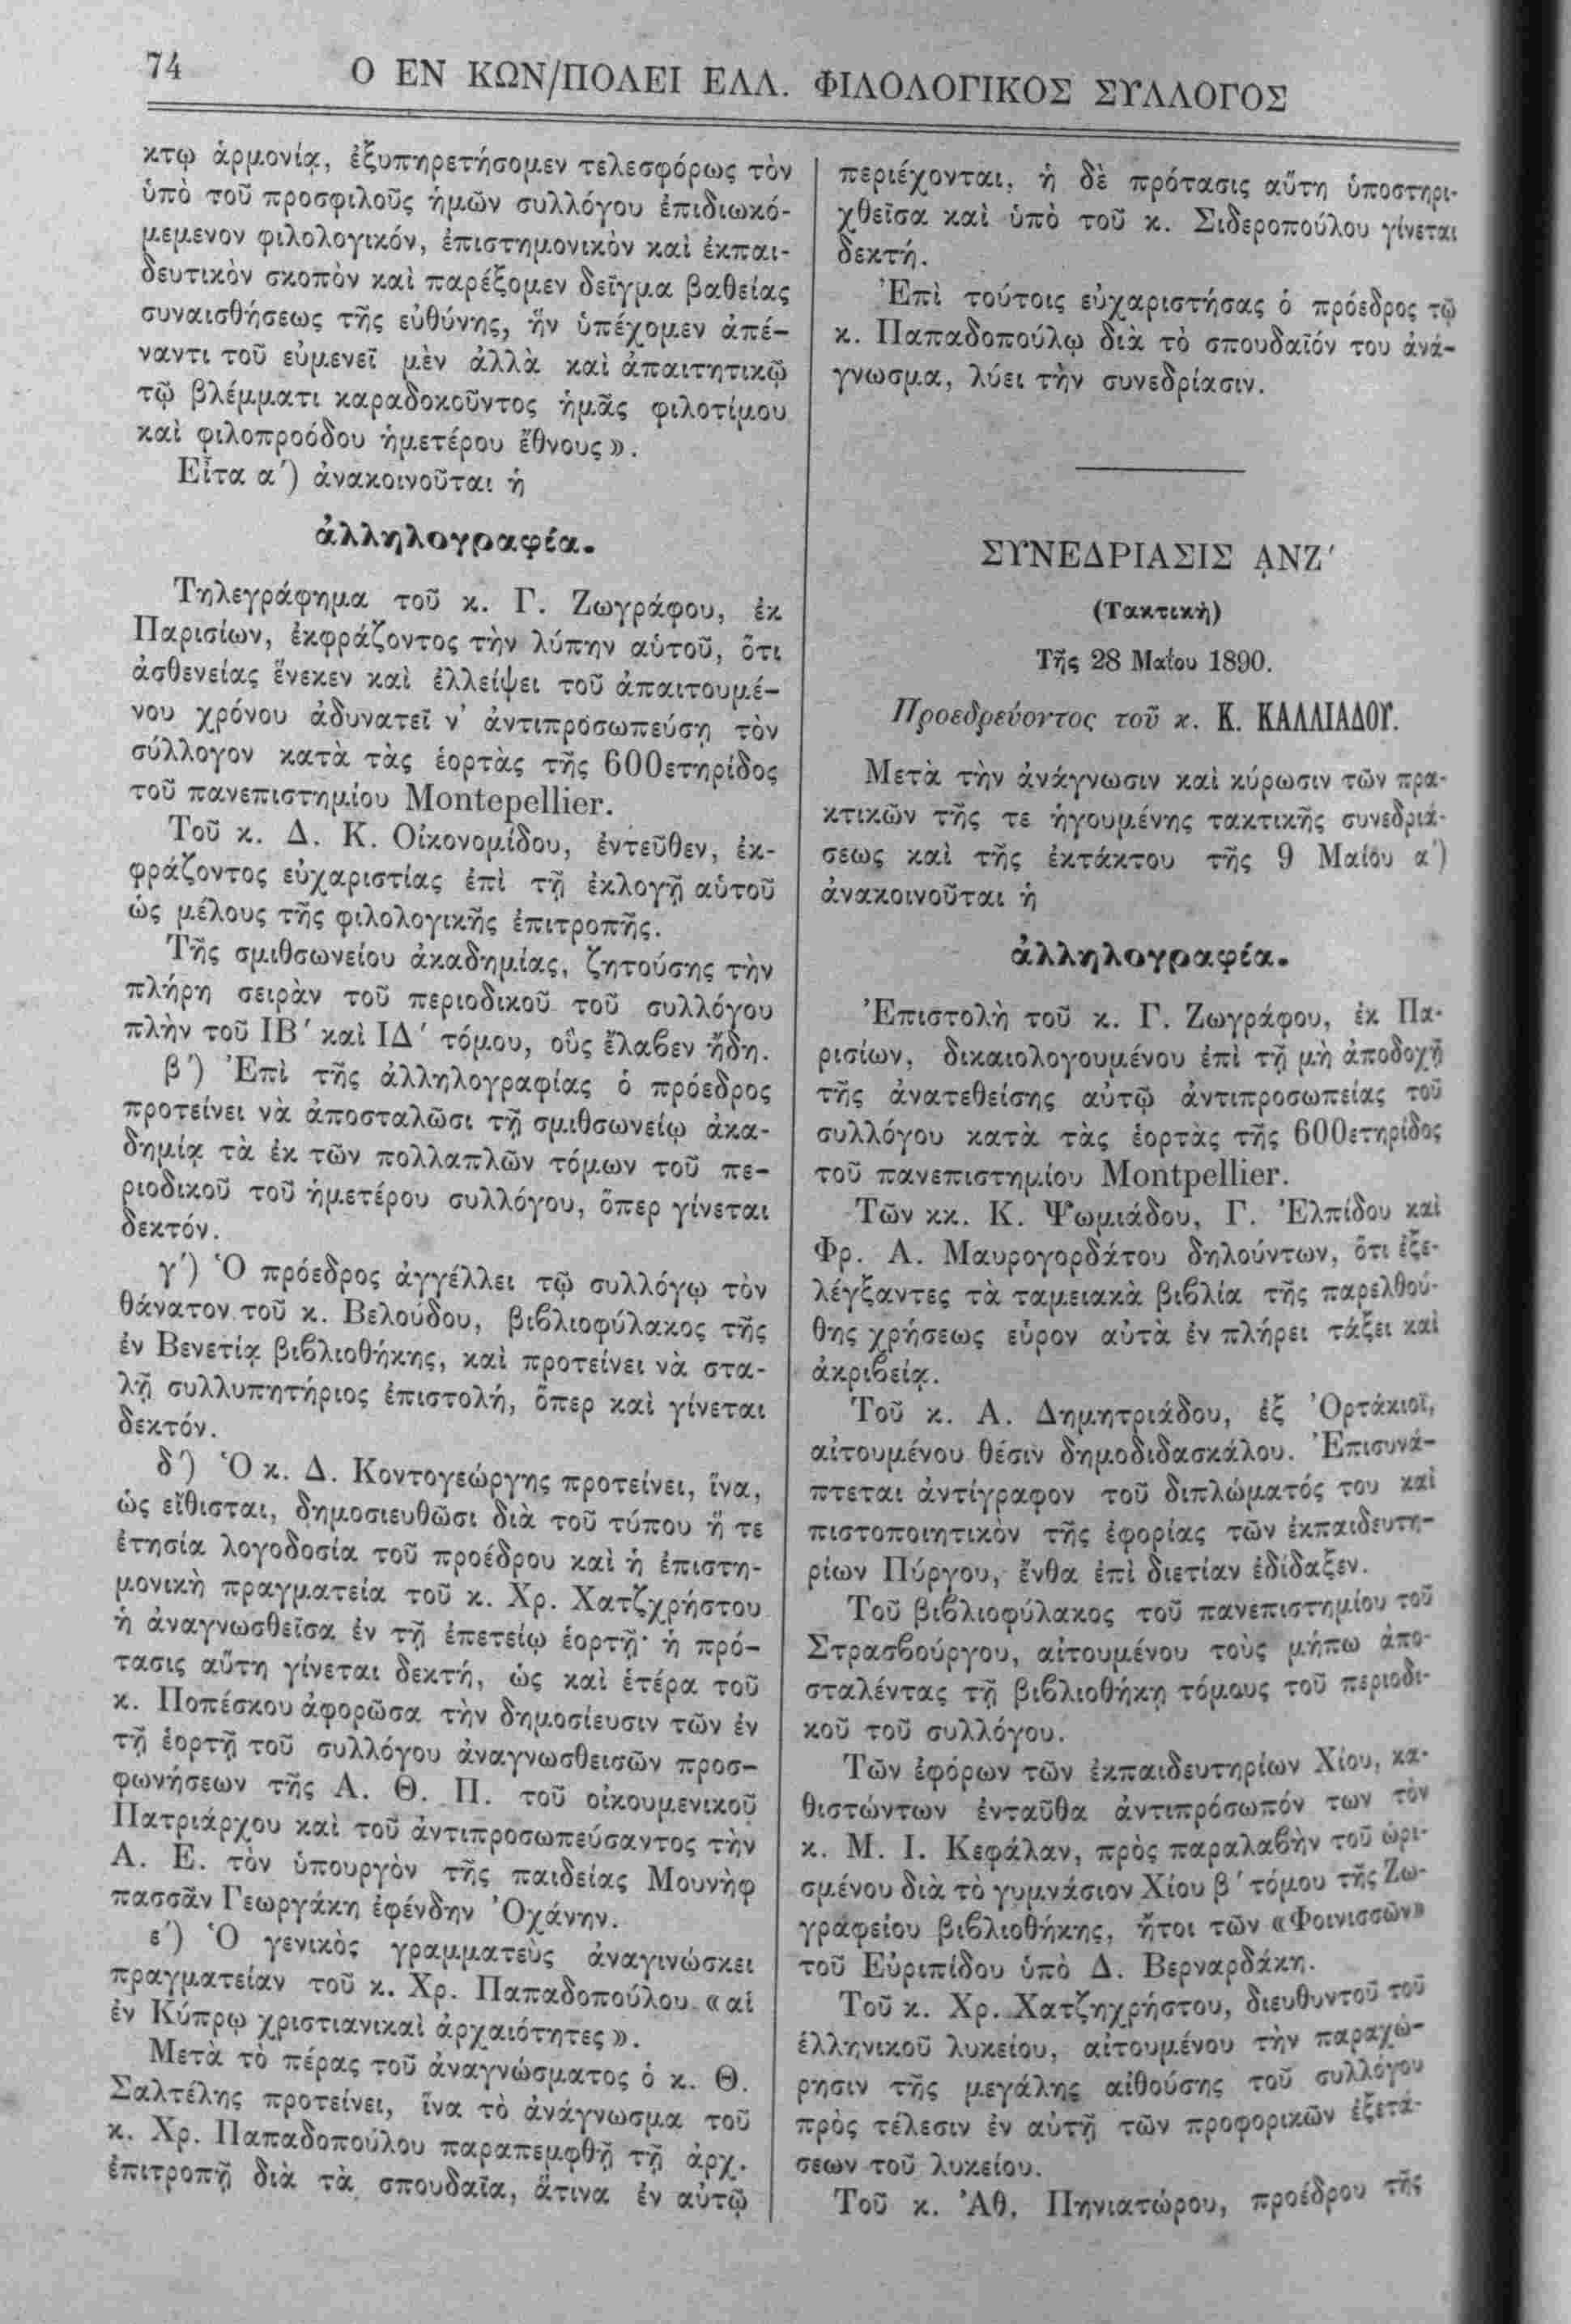 74
Ο ΕΝ ΚΩΝ/ΠΟΛΕΙ ΕΛΛ. ΦΙΛΟΛΟΓΙΚΟΣ ΣΥΛΛΟΓΟΣ
κτῳ ἁρμονίᾳ, ἐξυπηρετήσομεν τελεσφόρως τὸν
ὑπὸ τοῦ προσφιλοῦς ἡμῶν συλλόγου ἐπιδιωκό-
μεμενον φιλολογικόν, ἐπιστημονικὸν καὶ ἐκπαι-
δευτικὸν σκοπὸν καὶ παρέξομεν δεῖγμα βαθείας
συναισθήσεως τῆς εὐθύνης, ἣν ὑπέχομεν ἀπέ-
ναντι τοῦ εὐμενεῖ μὲν ἀλλὰ καὶ ἀπαιτητικῷ
τῷ βλέμματι καραδοκοῦντος ἡμᾶς φιλοτίμου
καὶ φιλοπροόδου ἡμετέρου ἔθνους».
Εἶτα α΄) ἀνακοινοῦται ἡ
ἀλληλογραφία.
Τηλεγράφημα τοῦ κ. Γ. Ζωγράφου, ἐκ
Παρισίων, ἐκφράζοντος τὴν λύπην αὑτοῦ, ὅτι
ἀσθενείας ἕνεκεν καὶ ἐλλείψει τοῦ ἀπαιτουμέ-
νου χρόνου ἀδυνατεῖ ν' ἀντιπροσωπεύσῃ τὸν
σύλλογον κατὰ τὰς ἑορτὰς τῆς 600ετηρίδος
τοῦ πανεπιστημίου Montepellier.
Τοῦ κ. Δ. Κ. Οἰκονομίδου, ἐντεῦθεν, ἐκ-
φράζοντος εὐχαριστίας ἐπὶ τῇ ἐκλογῇ αὑτοῦ
ὡς μέλους τῆς φιλολογικῆς ἐπιτροπῆς.
Τῆς σμιθσωνείου ἀκαδημίας, ζητούσης τὴν
πλήρη σειρὰν τοῦ περιοδικοῦ τοῦ συλλόγου
πλὴν τοῦ ΙΒ΄ καὶ ΙΔ΄ τόμου, οὓς ἔλαβεν ἤδη.
β΄) Ἐπὶ τῆς ἀλληλογραφίας ὁ πρόεδρος
προτείνει νὰ ἀποσταλῶσι τῇ σμιθσωνείῳ ἀκα-
δημίᾳ τὰ ἐκ τῶν πολλαπλῶν τόμων τοῦ πε-
ριοδικοῦ τοῦ ἡμετέρου συλλόγου, ὅπερ γίνεται
δεκτόν.
γ΄) Ὁ πρόεδρος ἀγγέλλει τῷ συλλόγῳ τὸν
θάνατον τοῦ κ. Βελούδου, βιβλιοφύλακος τῆς
ἐν Βενετίᾳ βιβλιοθήκης, καὶ προτείνει νὰ στα-
λῇ συλλυπητήριος ἐπιστολή, ὅπερ καὶ γίνεται
δεκτόν.
δ΄) Ὁ κ. Δ. Κοντογεώργης προτείνει, ἵνα,
ὡς εἴθισται, δημοσιευθῶσι διὰ τοῦ τύπου ἥ τε
ἐτησία λογοδοσία τοῦ προέδρου καὶ ἡ ἐπιστη-
μονικὴ πραγματεία τοῦ κ. Χρ. Χατζχρήστου
ἡ ἀναγνωσθεῖσα ἐν τῇ ἐπετείῳ ἑορτῇ· ἡ πρό-
τασις αὕτη γίνεται δεκτή, ὡς καὶ ἑτέρα τοῦ
κ. Ποπέσκου ἀφορῶσα τὴν δημοσίευσιν τῶν ἐν
τῇ ἑορτῇ τοῦ συλλόγου ἀναγνωσθεισῶν προσ-
φωνήσεων τῆς Α. Θ. Π. τοῦ οἰκουμενικοῦ
Πατριάρχου καὶ τοῦ ἀντιπροσωπεύσαντος τὴν
Α. Ε. τὸν ὑπουργὸν τῆς παιδείας Μουνὴφ
πασσᾶν Γεωργάκη ἐφένδην Ὀχάνην.
ε΄) Ὁ γενικὸς γραμματεὺς ἀναγινώσκει
πραγματείαν τοῦ κ. Χρ. Παπαδοπούλου «αἱ
ἐν Κύπρῳ χριστιανικαὶ ἀρχαιότητες».
Μετὰ τὸ πέρας τοῦ ἀναγνώσματος ὁ κ. Θ.
Σαλτέλης προτείνει, ἵνα τὸ ἀνάγνωσμα τοῦ
κ. Χρ. Παπαδοπούλου παραπεμφθῇ τῇ ἀρχ.
ἐπιτροπῇ διὰ τὰ σπουδαῖα, ἅτινα ἐν αὐτῷ
περιέχονται, ἡ δὲ πρότασις αὕτη ὑποστηρι-
χθεῖσα καὶ ὑπὸ τοῦ κ. Σιδεροπούλου γίνεται
δεκτή.
Ἐπὶ τούτοις εὐχαριστήσας ὁ πρόεδρος τῷ
κ. Παπαδοπούλῳ διὰ τὸ σπουδαῖόν του ἀνά-
γνωσμα, λύει τὴν συνεδρίασιν.
ΣΥΝΕΔΡΙΑΣΙΣ ͵ΑΝΖ΄
(Τακτικὴ)
Τῆς 28 Μαΐου 1890.
Προεδρεύοντος τοῦ κ. Κ. ΚΑΛΛΙΑΔΟΥ.
Μετὰ τὴν ἀνάγνωσιν καὶ κύρωσιν τῶν πρα-
κτικῶν τῆς τε ἡγουμένης τακτικῆς συνεδριά-
σεως καὶ τῆς ἐκτάκτου τῆς 9 Μαΐου α΄)
ἀνακοινοῦται ἡ
ἀλληλογραφία.
Ἐπιστολὴ τοῦ κ. Γ. Ζωγράφου, ἐκ Πα-
ρισίων, δικαιολογουμένου ἐπὶ τῇ μὴ ἀποδοχῇ
τῆς ἀνατεθείσης αὐτῷ ἀντιπροσωπείας τοῦ
συλλόγου κατὰ τὰς ἑορτὰς τῆς 600ετηρίδος
τοῦ πανεπιστημίου Montpellier.
Τῶν κκ. Κ. Ψωμιάδου, Γ. Ἐλπίδου καὶ
Φρ. Α. Μαυρογορδάτου δηλούντων, ὅτι ἐξε-
λέγξαντες τὰ ταμειακὰ βιβλία τῆς παρελθού-
θης χρήσεως εὗρον αὐτὰ ἐν πλήρει τάξει καὶ
ἀκριβείᾳ.
Τοῦ κ. Α. Δημητριάδου, ἐξ Ὀρτάκιοϊ,
αἰτουμένου θέσιν δημοδιδασκάλου. Ἐπισυνά-
πτεται ἀντίγραφον τοῦ διπλώματός του καὶ
πιστοποιητικὸν τῆς ἐφορίας τῶν ἐκπαιδευτη-
ρίων Πύργου, ἔνθα ἐπὶ διετίαν ἐδίδαξεν.
Τοῦ βιβλιοφύλακος τοῦ πανεπιστημίου τοῦ
Στρασβούργου, αἰτουμένου τοὺς μήπω ἀπο-
σταλέντας τῇ βιβλιοθήκῃ τόμους τοῦ περιοδι-
κοῦ τοῦ συλλόγου.
Τῶν ἐφόρων τῶν ἐκπαιδευτηρίων Χίου, κα-
θιστώντων ἐνταῦθα ἀντιπρόσωπόν των τὸν
κ. Μ. Ι. Κεφάλαν, πρὸς παραλαβὴν τοῦ ὡρι-
σμένου διὰ τὸ γυμνάσιον Χίου β΄ τόμου τῆς Ζω-
γραφείου βιβλιοθήκης, ἤτοι τῶν «Φοινισσῶν»
τοῦ Εὐριπίδου ὑπὸ Δ. Βερναρδάκη.
Τοῦ κ. Χρ. Χατζηχρήστου, διευθυντοῦ τοῦ
ἑλληνικοῦ λυκείου, αἰτουμένου τὴν παραχώ-
ρησιν τῆς μεγάλης αἰθούσης τοῦ συλλόγου
πρὸς τέλεσιν ἐν αὐτῇ τῶν προφορικῶν ἐξετά-
σεων τοῦ λυκείου.
Τοῦ κ. Ἀθ. Πηνιατώρου, προέδρου τῆς